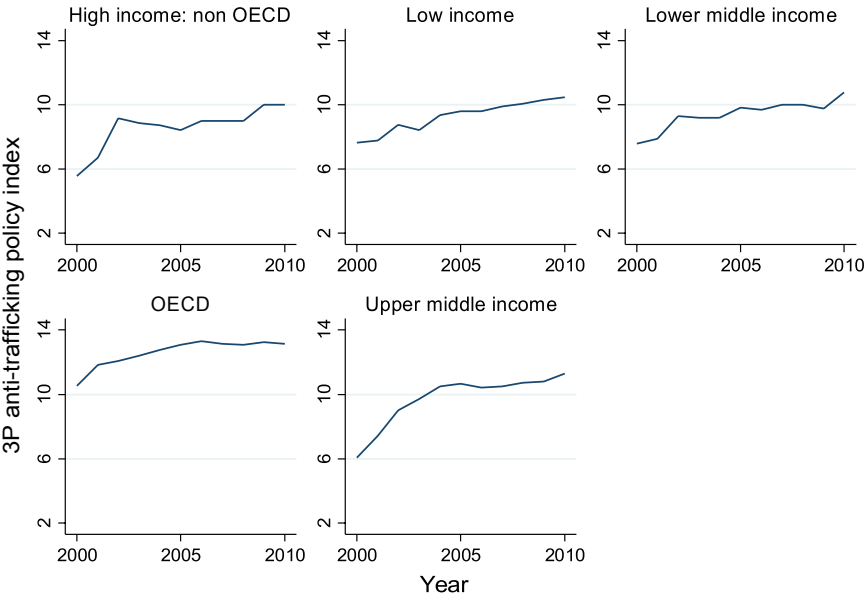 High income: non OECD
Low income
Lower middle income
14
10
6
2
14
10
6
2
14
10
6
2
2000 2005 2010
2000 2005 2010
2000 2005 2010
3P anti-trafficking policy index
OECD
Upper middle income
14
10
6
2
14
10
6
2
2000 2005 2010
2000 2005 2010
Year